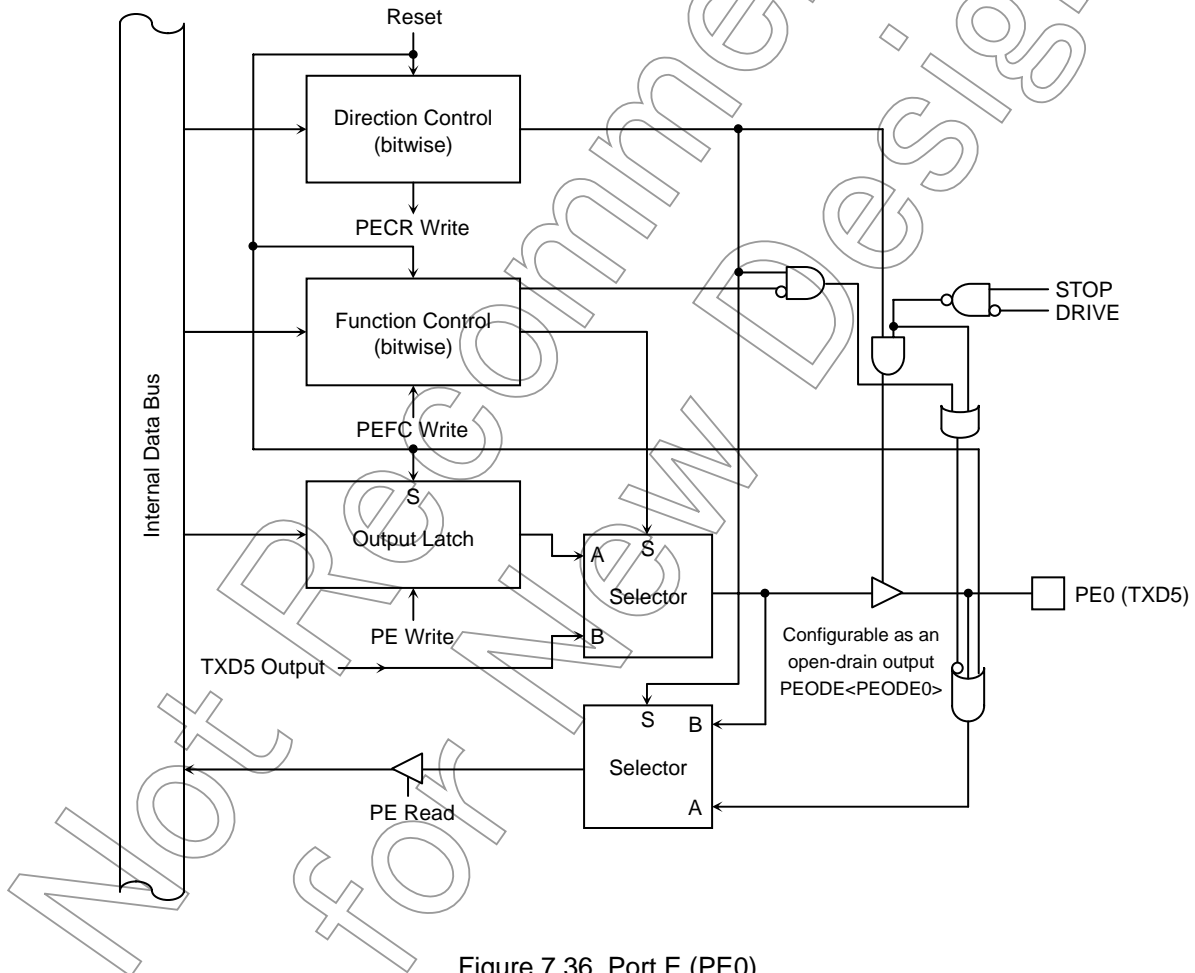 Reset
Direction Control
(bitwise)
PECR Write
Function Control
(bitwise)
STOP
DRIVE
PEFC Write
Internal Data Bus
S
Output Latch
A
S
Selector
B
PE Write
TXD5 Output
PE0 (TXD5)
Configurable as an
open-drain output
PEODE<PEODE0>
S
B
Selector
A
PE Read
Figure 7.36 Port E (PE0)
Not Recomme
for New Desig